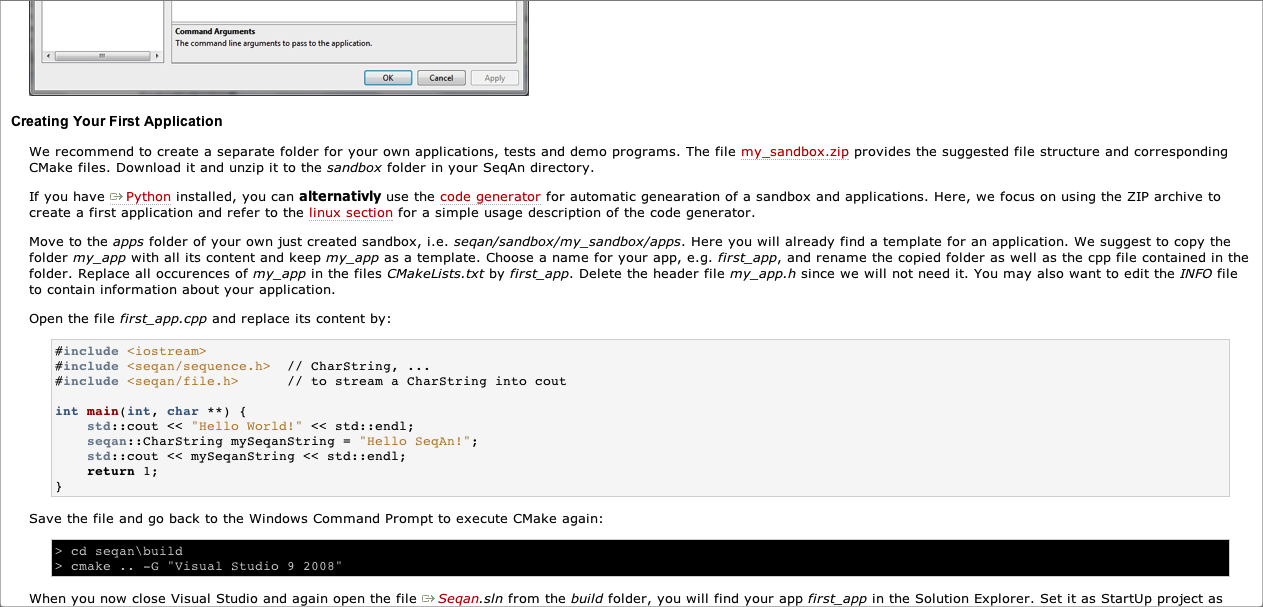 Command Arguments
The command line arguments to pass to the application.
OK Cancel Apply
Creating Your First Application
We recommend to create a separate folder for your own applications, tests and demo programs. The file my_sandbox.zip provides the suggested file structure and corresponding
CMake files. Download it and unzip it to the sandbox folder in your SeqAn directory.
If you have Python installed, you can alternativly use the code generator for automatic genearation of a sandbox and applications. Here, we focus on using the ZIP archive to
create a first application and refer to the linux section for a simple usage description of the code generator.
Move to the apps folder of your own just created sandbox, i.e. seqan/sandbox/my_sandbox/apps. Here you will already find a template for an application. We suggest to copy the
folder my_app with all its content and keep my_app as a template. Choose a name for your app, e.g. first_app, and rename the copied folder as well as the cpp file contained in the
folder. Replace all occurences of my_app in the files CMakeLists.txt by first_app. Delete the header file my_app.h since we will not need it. You may also want to edit the INFO file
to contain information about your application.
Open the file first_app.cpp and replace its content by:
#include <iostream>
#include <seqan/sequence.h>  // CharString, ...
#include <seqan/file.h>      // to stream a CharString into cout
int main(int, char **) {
    std::cout << "Hello World!" << std::endl;
    seqan::CharString mySeqanString = "Hello SeqAn!";
    std::cout << mySeqanString << std::endl;
    return 1;
}
Save the file and go back to the Windows Command Prompt to execute CMake again:
> cd seqan\build
> cmake .. -G "Visual Studio 9 2008"
When you now close Visual Studio and again open the file Seqan.sln from the build folder, you will find your app first_app in the Solution Explorer. Set it as StartUp project as